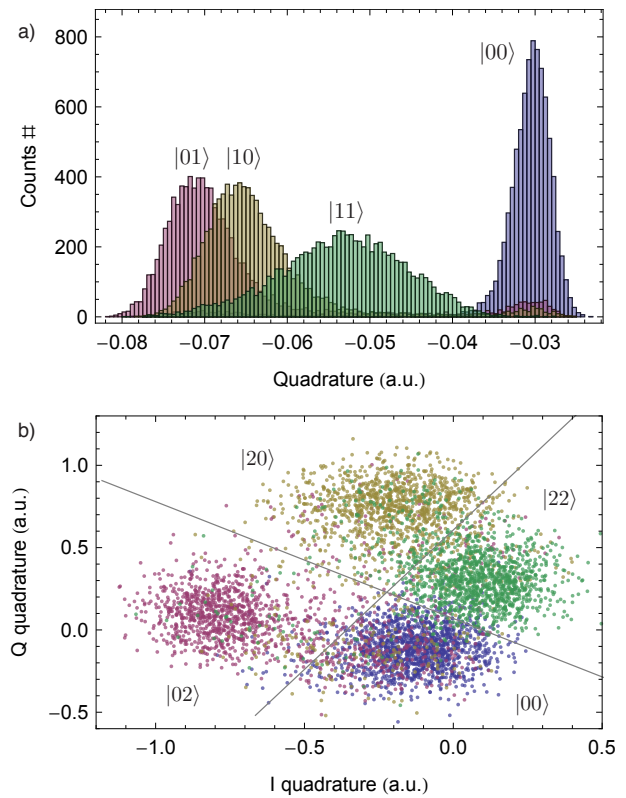 a)
800
600
400
200
0
Counts #
|00⟩
|01⟩ |10⟩
|11⟩
−0.08 −0.07 −0.06 −0.05 −0.04 −0.03
Quadrature (a.u.)
b)
1.0
0.5
0.0
−0.5
Q quadrature (a.u.)
|20⟩
|22⟩
|02⟩
|00⟩
−1.0 −0.5 0.0 0.5
I quadrature (a.u.)